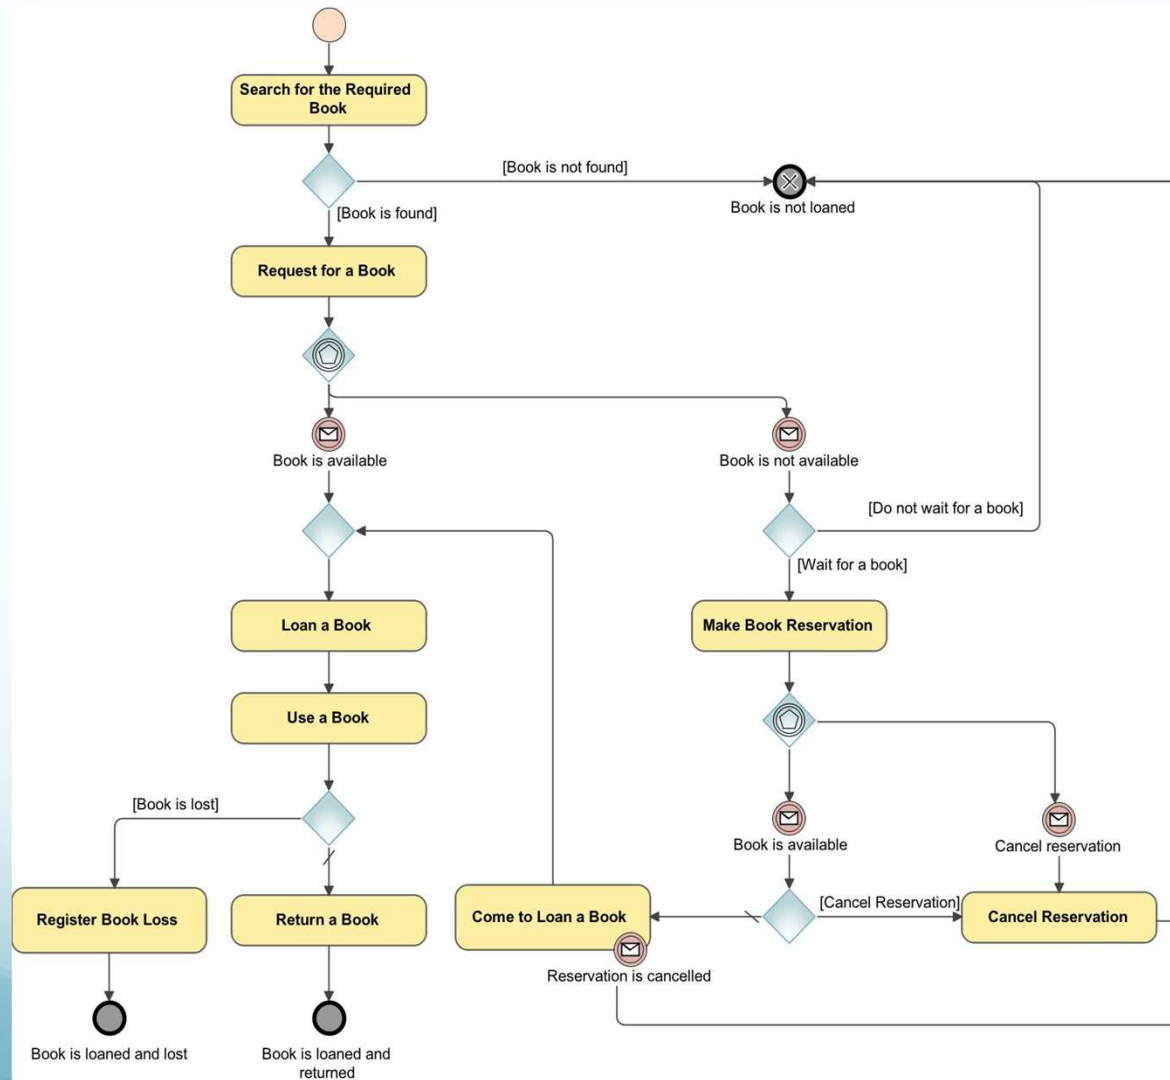 Search for the Required
Book
[Book is not found]
Book is not loaned
[Book is found]
Request for a Book
Book is available
Book is not available
[Do not wait for a book]
[Wait for a book]
Loan a Book
Make Book Reservation
Use a Book
[Book is lost]
Book is available
Cancel reservation
Register Book Loss
Return a Book
Come to Loan a Book
[Cancel Reservation]
Cancel Reservation
Reservation is cancelled
Book is loaned and lost
Book is loaned and
returned